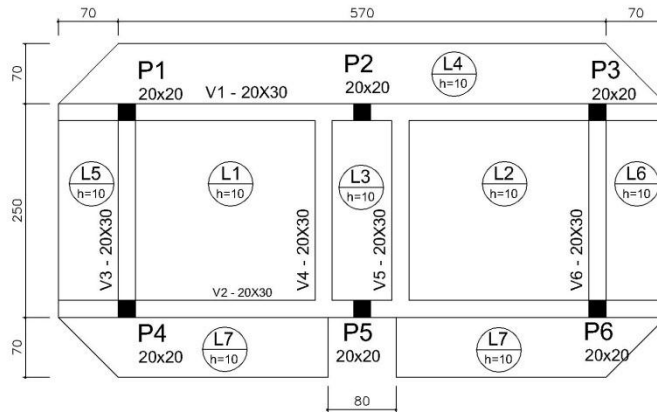 70
570
70
70
P1
20x20
V1 - 20X30
P2
20x20
L4
h=10
P3
20x20
250
L5
h=10
V3 - 20X30
L1
h=10
V4 - 20X30
L3
h=10
V5 - 20X30
L2
h=10
V6 - 20X30
L6
h=10
V2 - 20X30
70
P4
20x20
L7
h=10
P5
20x20
L7
h=10
P6
20x20
80